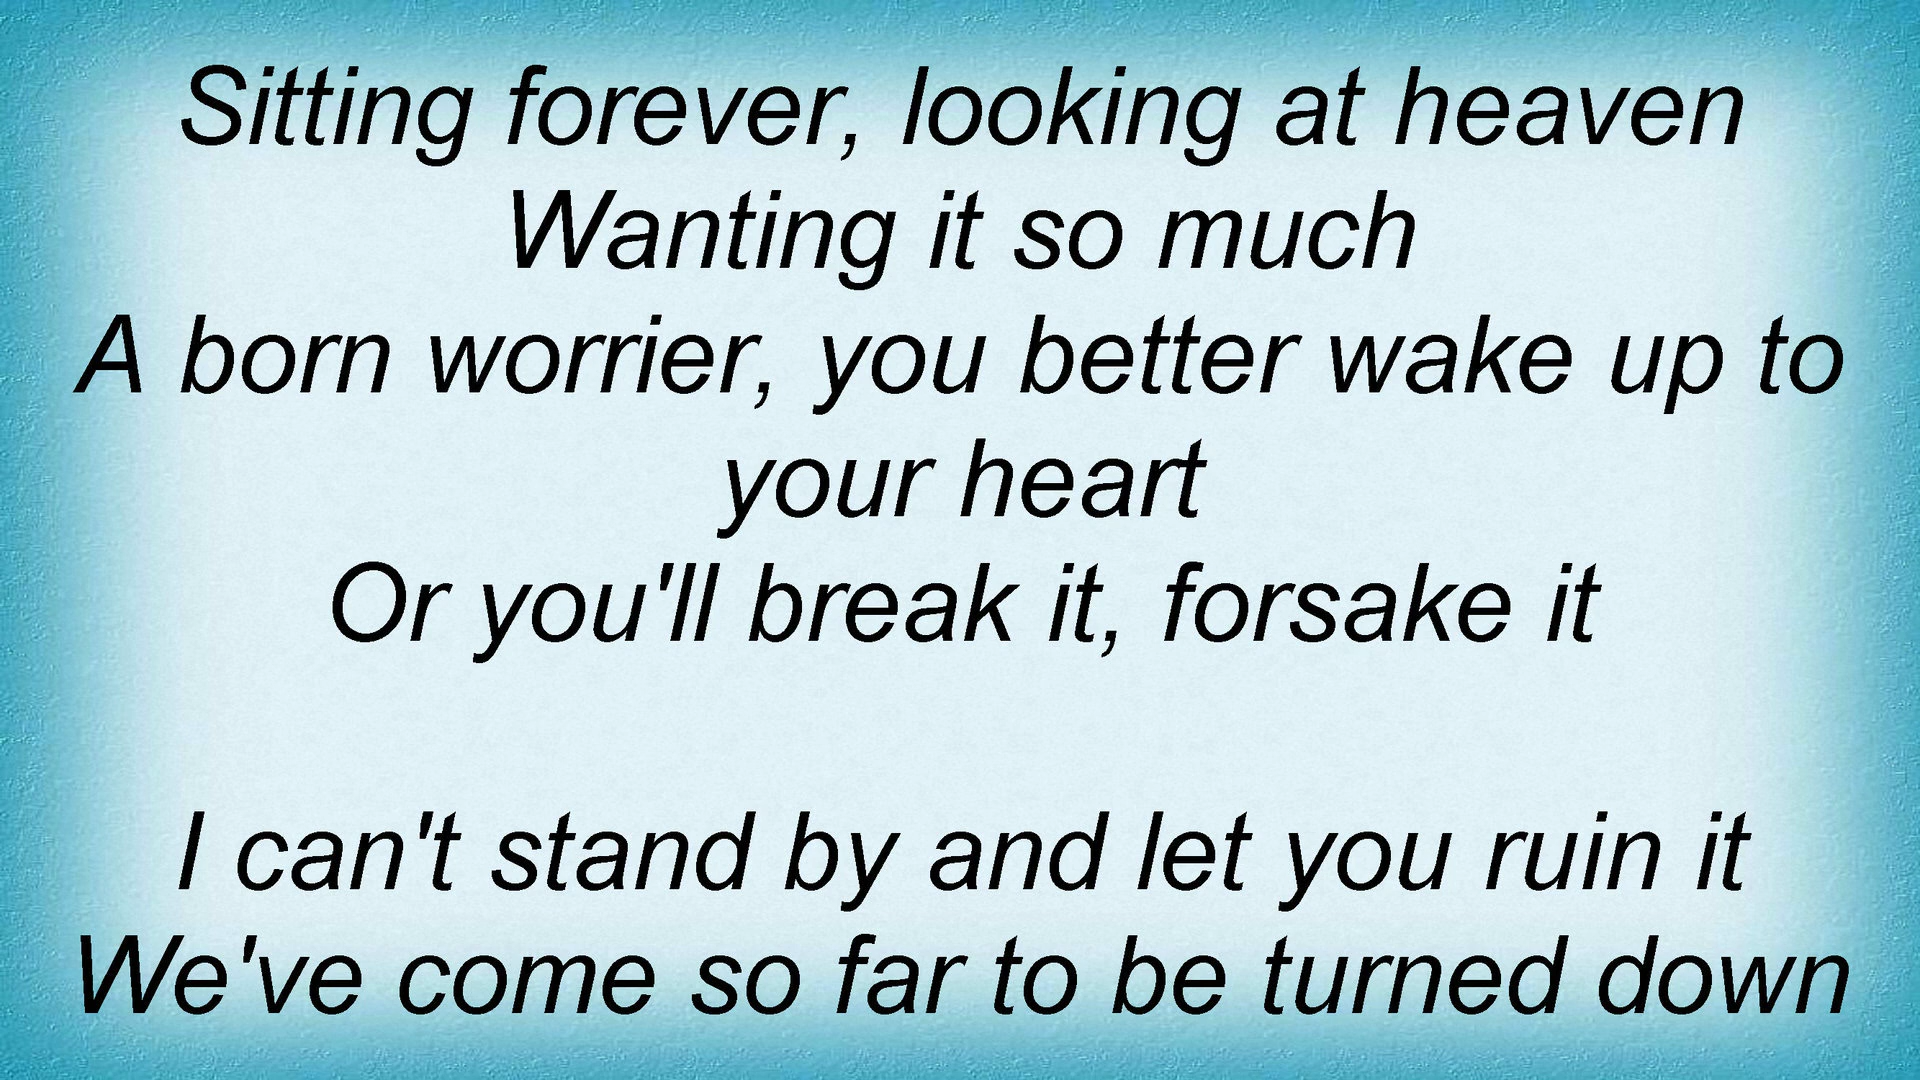 Sitting forever, looking at heaven
Wanting it so much
A born worrier, you better wake up to
your heart
Or you'll break it, forsake it
I can't stand by and let you ruin it
We've come so far to be turned down